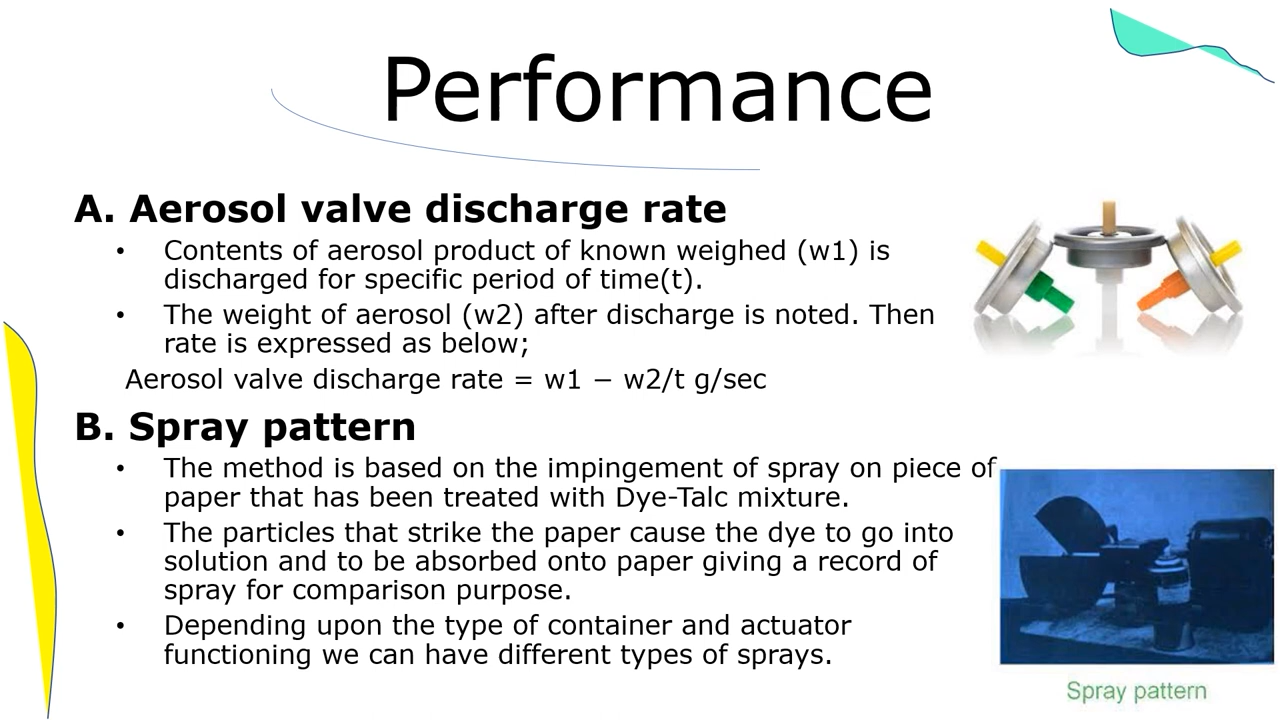 Performance
A. Aerosol valve discharge rate
• Contents of aerosol product of known weighed (w1) is
discharged for specific period of time(t).
• The weight of aerosol (w2) after discharge is noted. Then
rate is expressed as below;
Aerosol valve discharge rate = w1 − w2/t g/sec
B. Spray pattern
• The method is based on the impingement of spray on piece of
paper that has been treated with Dye-Talc mixture.
• The particles that strike the paper cause the dye to go into
solution and to be absorbed onto paper giving a record of
spray for comparison purpose.
• Depending upon the type of container and actuator
functioning we can have different types of sprays.
Spray pattern